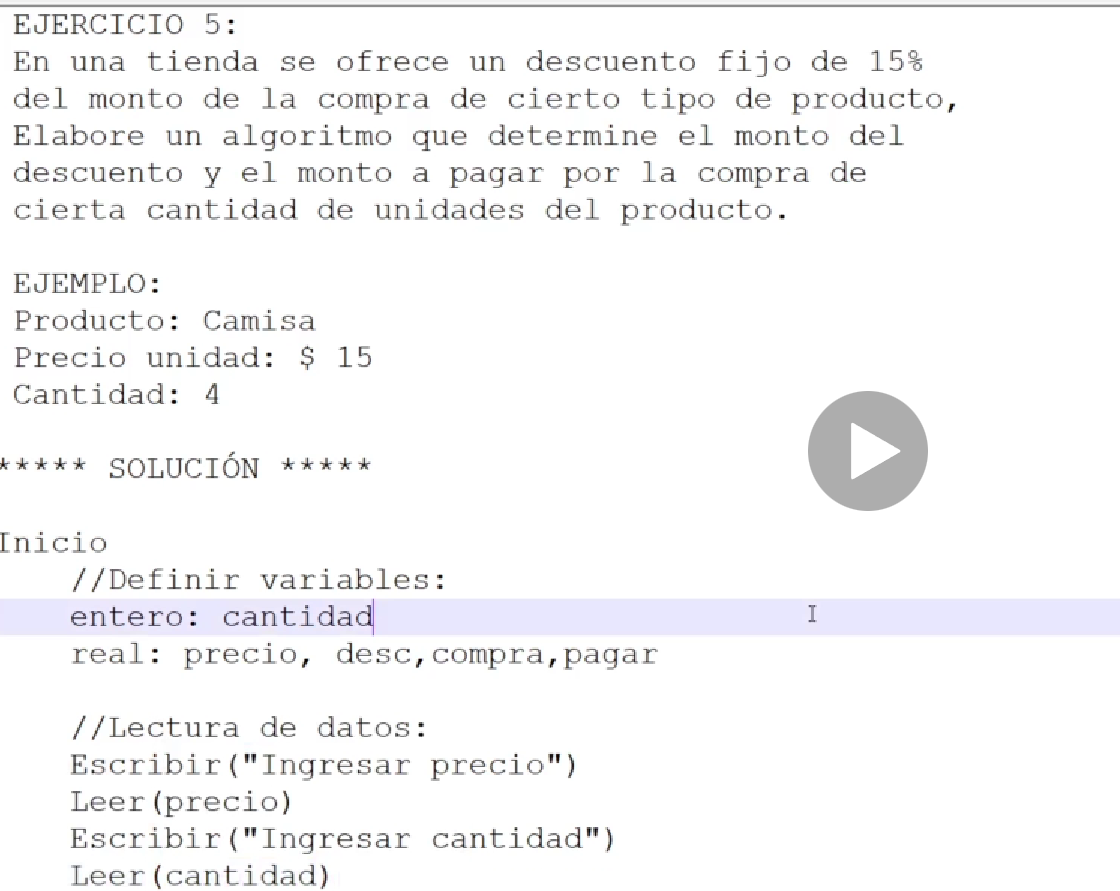 EJERCICIO 5:
En una tienda se ofrece un descuento fijo de 15%
del monto de la compra de cierto tipo de producto,
Elabore un algoritmo que determine el monto del
descuento y el monto a pagar por la compra de
cierta cantidad de unidades del producto.
EJEMPLO:
Producto: Camisa
Precio unidad: $ 15
Cantidad: 4
***** SOLUCIÓN *****
Inicio
//Definir variables:
entero: cantidad
real: precio, desc,compra,pagar
//Lectura de datos:
Escribir("Ingresar precio")
Leer(precio)
Escribir("Ingresar cantidad")
Leer(cantidad)